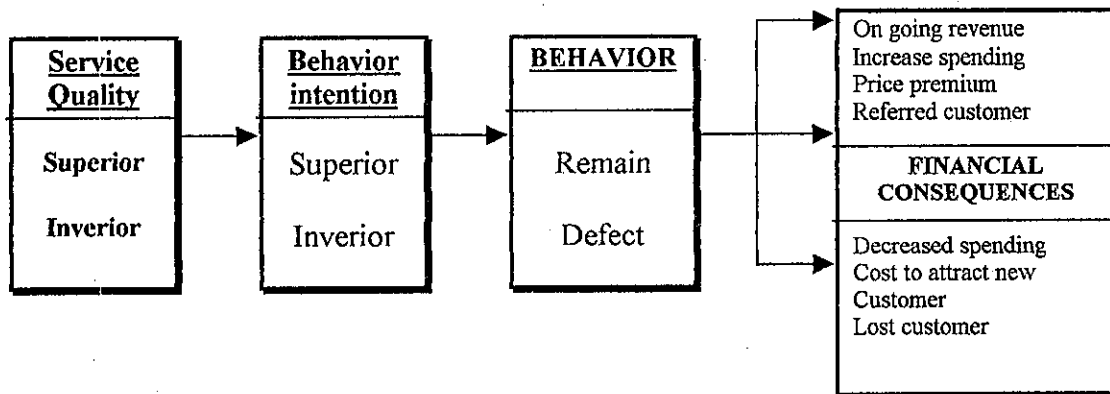 Service
Quality
Superior
Inverior
Behavior
intention
Superior
Inverior
BEHAVIOR
Remain
Defect
On going revenue
Increase spending
Price premium
Referred customer
FINANCIAL
CONSEQUENCES
Decreased spending
Cost to attract new
Customer
Lost customer